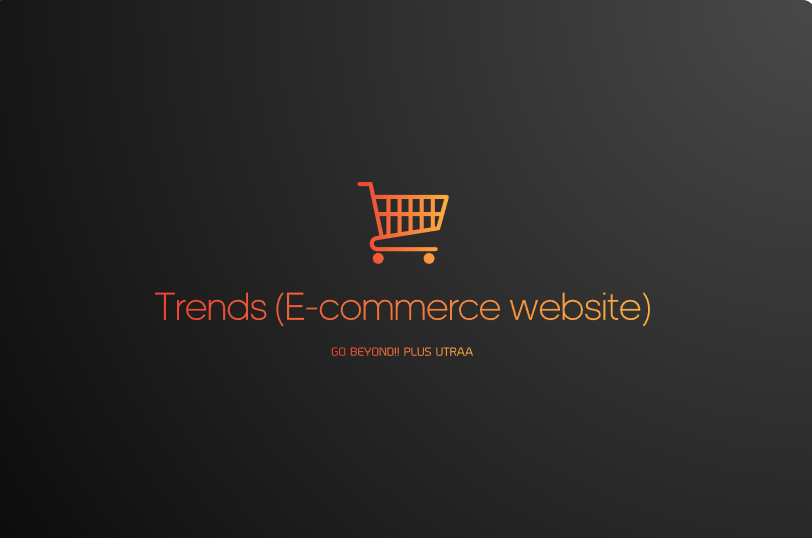 Trends (E-commerce website)
GO BEYOND!! PLUS UTRAA